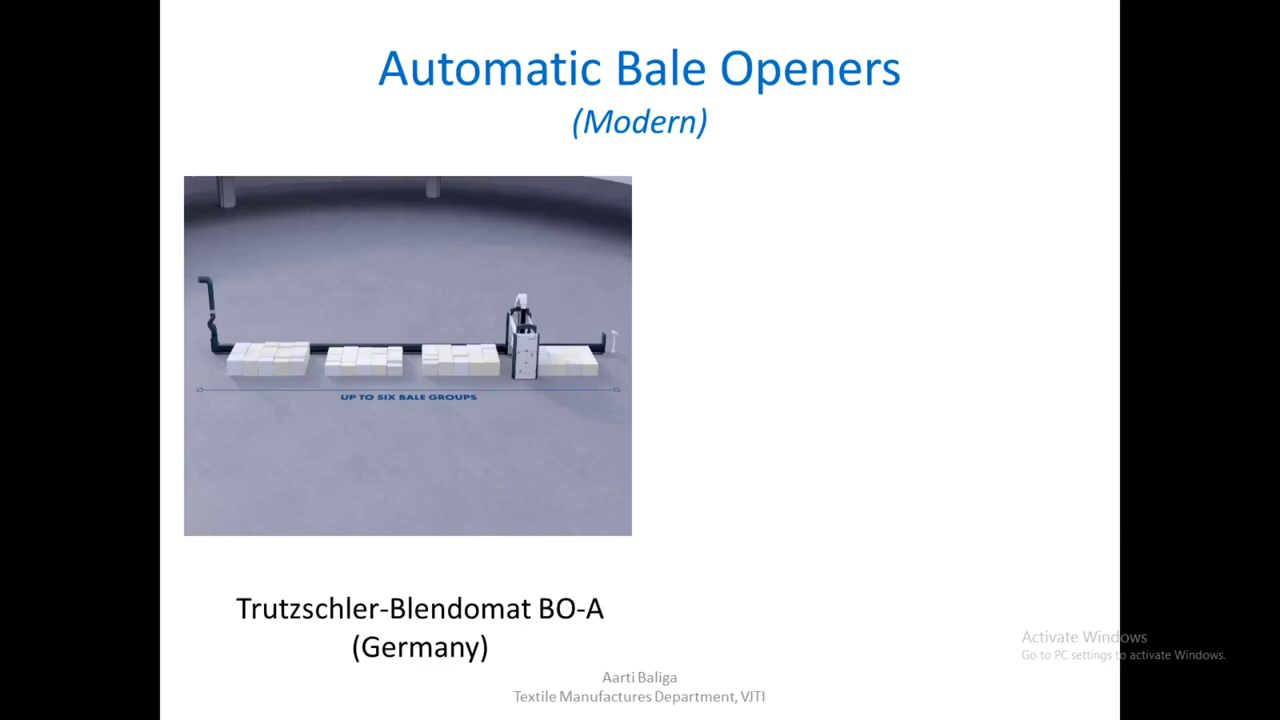 Automatic Bale Openers
(Modern)
UP TO SIX BALE GROUPS
Trutzschler-Blendomat BO-A
(Germany)
Activate Windows
Go to PC settings to activate Windows.
Aarti Baliga
Textile Manufactures Department, VJTI